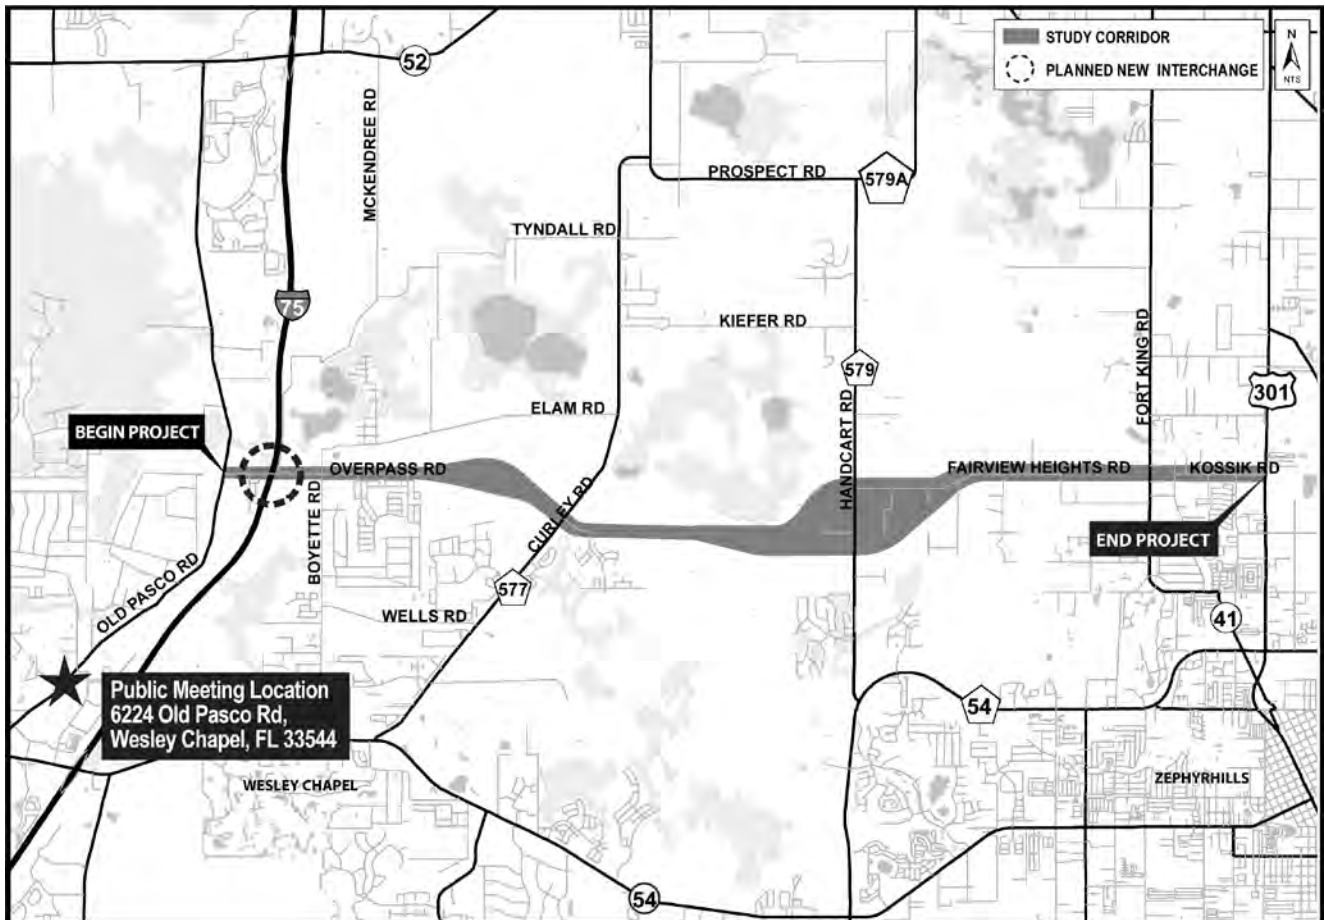 STUDY CORRIDOR
PLANNED NEW INTERCHANGE
N
NTS
52
MCKENDREE RD
PROSPECT RD
579A
TYNDALL RD
75
KIEFER RD
579
FORT KING RD
301
HANDCART RD
ELAM RD
BEGIN PROJECT
OVERPASS RD
FAIRVIEW HEIGHTS RD
KOSSIK RD
CURLEY RD
BOYETTE RD
END PROJECT
OLD PASCO RD
577
WELLS RD
41
Public Meeting Location
6224 Old Pasco Rd,
Wesley Chapel, FL 33544
54
WESLEY CHAPEL
ZEPHYRHILLS
54